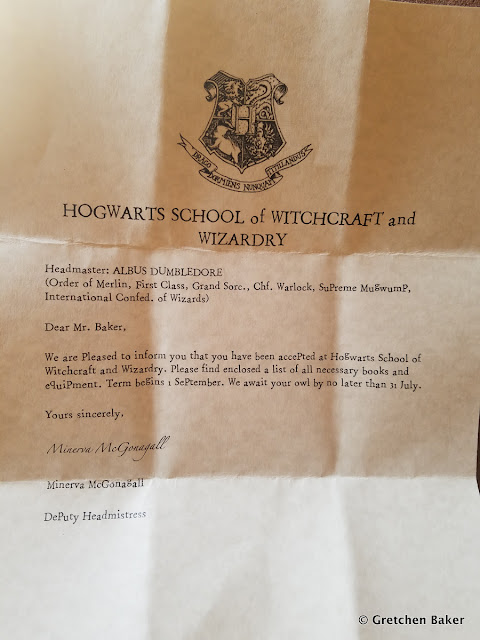 DRACO
DORMIENS NUNQUAM
TITILLANDUS
HOGWARTS SCHOOL of WITCHCRAFT and
WIZARDRY
Headmaster: ALBUS DUMBLEDORE
(Order of Merlin, First Class, Grand Sorc., Chf. Warlock, SuPreme MugwumP,
International Confed. of Wizards)
Dear Mr. Baker,
We are Pleased to inform you that you have been accePted at Hogwarts School of
Witchcraft and Wizardry. Please find enclosed a list of all necessary books and
equiPment. Term begins 1 SePtember. We await your owl by no later than 31 July.
Yours sincerely,
Minerva McGonagall
Minerva McGonagall
DePuty Headmistress
© Gretchen Baker